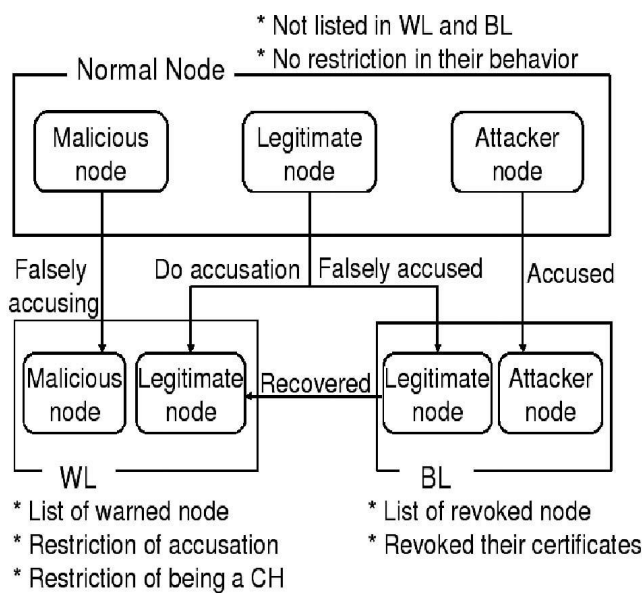 * Not listed in WL and BL
* No restriction in their behavior
Normal Node
Malicious
node
Legitimate
node
Attacker
node
Falsely
accusing
Do accusation
Falsely accused
Accused
Malicious
node
Legitimate
node
Recovered
Legitimate
node
Attacker
node
WL
BL
* List of warned node
* Restriction of accusation
* Restriction of being a CH
* List of revoked node
* Revoked their certificates